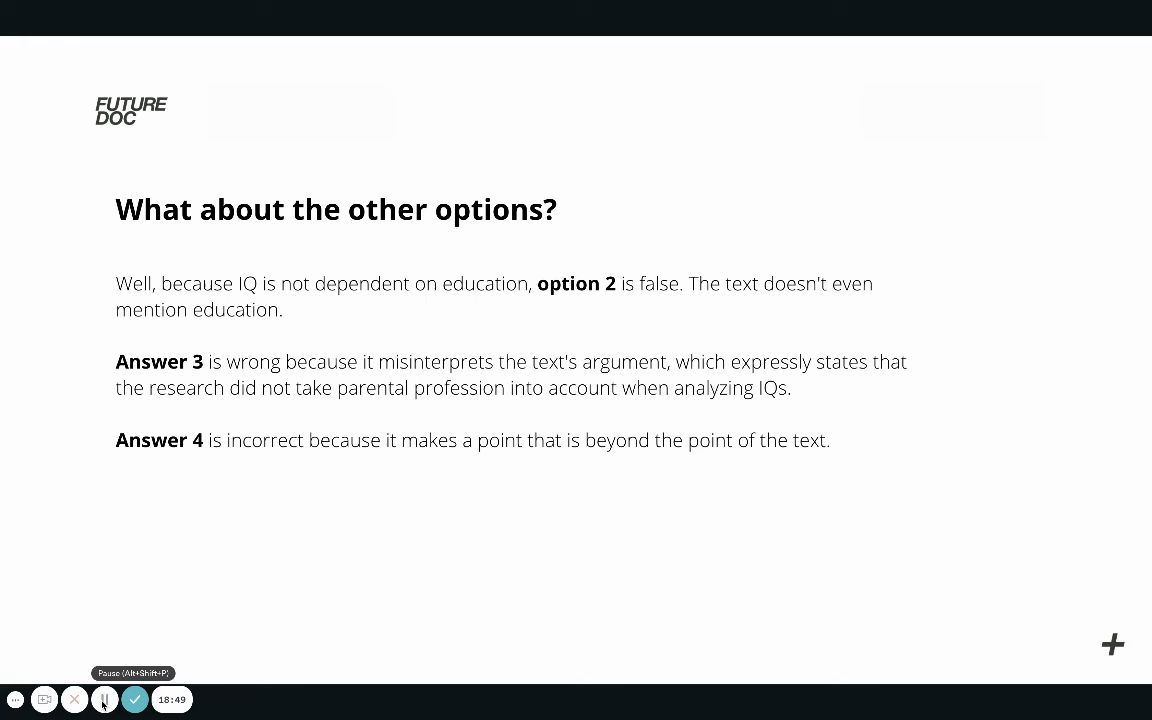 FUTURE
DOC
What about the other options?
Well, because IQ is not dependent on education, option 2 is false. The text doesn't even
mention education.
Answer 3 is wrong because it misinterprets the text's argument, which expressly states that
the research did not take parental profession into account when analyzing IQs.
Answer 4 is incorrect because it makes a point that is beyond the point of the text.
Pause (Alt+Shift+P)
18:49